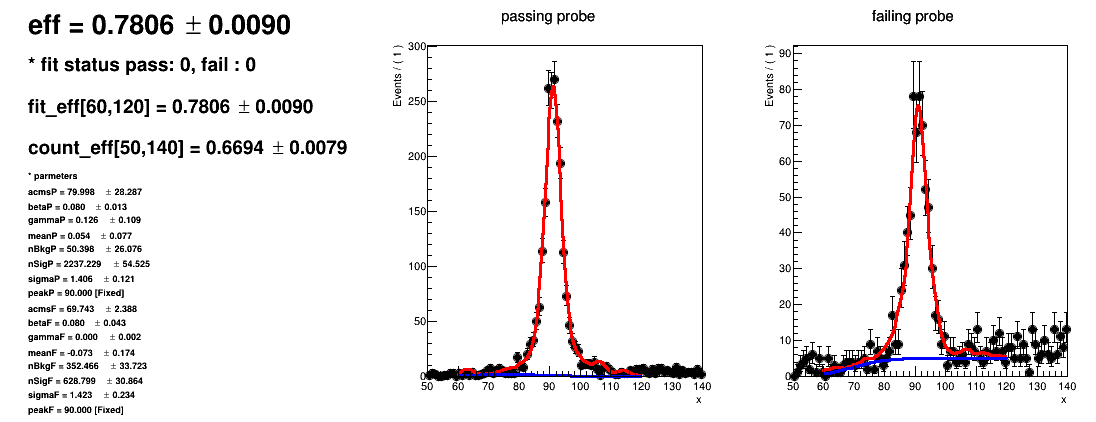 eff = 0.7806 ± 0.0090
* fit status pass: 0, fail : 0
fit_eff[60,120] = 0.7806 ± 0.0090
count_eff[50,140] = 0.6694 ± 0.0079
* parmeters
acmsP = 79.998 ± 28.287
betaP = 0.080 ± 0.013
gammaP = 0.126 ± 0.109
meanP = 0.054 ± 0.077
nBkgP = 50.398 ± 26.076
nSigP = 2237.229 ± 54.525
sigmaP = 1.406 ± 0.121
peakP = 90.000 [Fixed]
acmsF = 69.743 ± 2.388
betaF = 0.080 ± 0.043
gammaF = 0.000 ± 0.002
meanF = -0.073 ± 0.174
nBkgF = 352.466 ± 33.723
nSigF = 628.799 ± 30.864
sigmaF = 1.423 ± 0.234
peakF = 90.000 [Fixed]
passing probe
Events / ( 1 )
300
250
200
150
100
50
0
50 60 70 80 90 100 110 120 130 140
x
failing probe
Events / ( 1 )
90
80
70
60
50
40
30
20
10
0
50 60 70 80 90 100 110 120 130 140
x